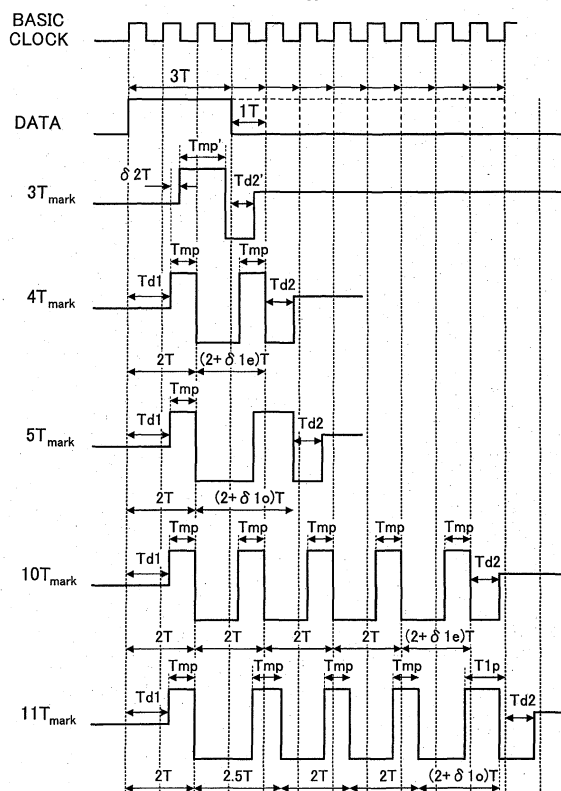 BASIC
CLOCK
3T
DATA
1T
Tmp'
δ 2T
Td2'
3Tmark
Tmp Tmp
Td1 Td2
4Tmark
2T (2+δ 1e)T
Tmp
Td1 Td2
5Tmark
2T (2+δ 1o)T
Tmp Tmp Tmp Tmp Tmp
Td1 Td2
10Tmark
2T 2T 2T 2T (2+δ 1e)T
Tmp Tmp Tmp Tmp T1p
Td1 Td2
11Tmark
2T 2.5T 2T 2T (2+δ 1o)T